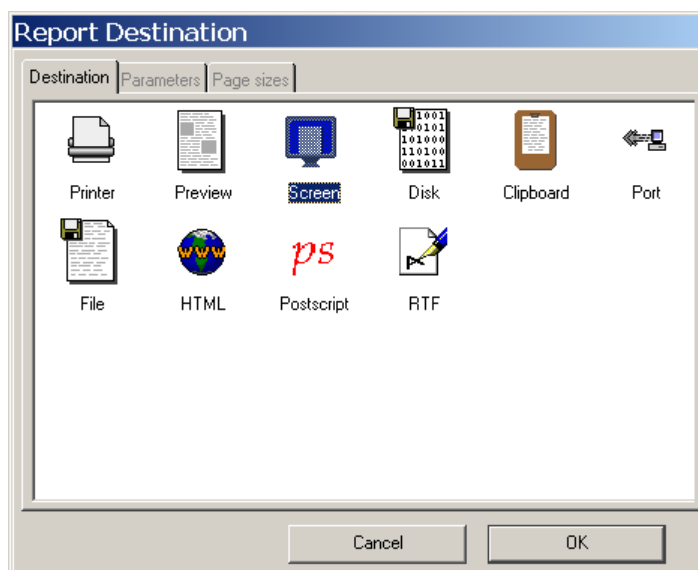 Report Destination
Destination Parameters Page sizes
1001
0101
101000
110100
001011
Printer Preview Screen Disk Clipboard Port
www
ps
File HTML Postscript RTF
Cancel OK